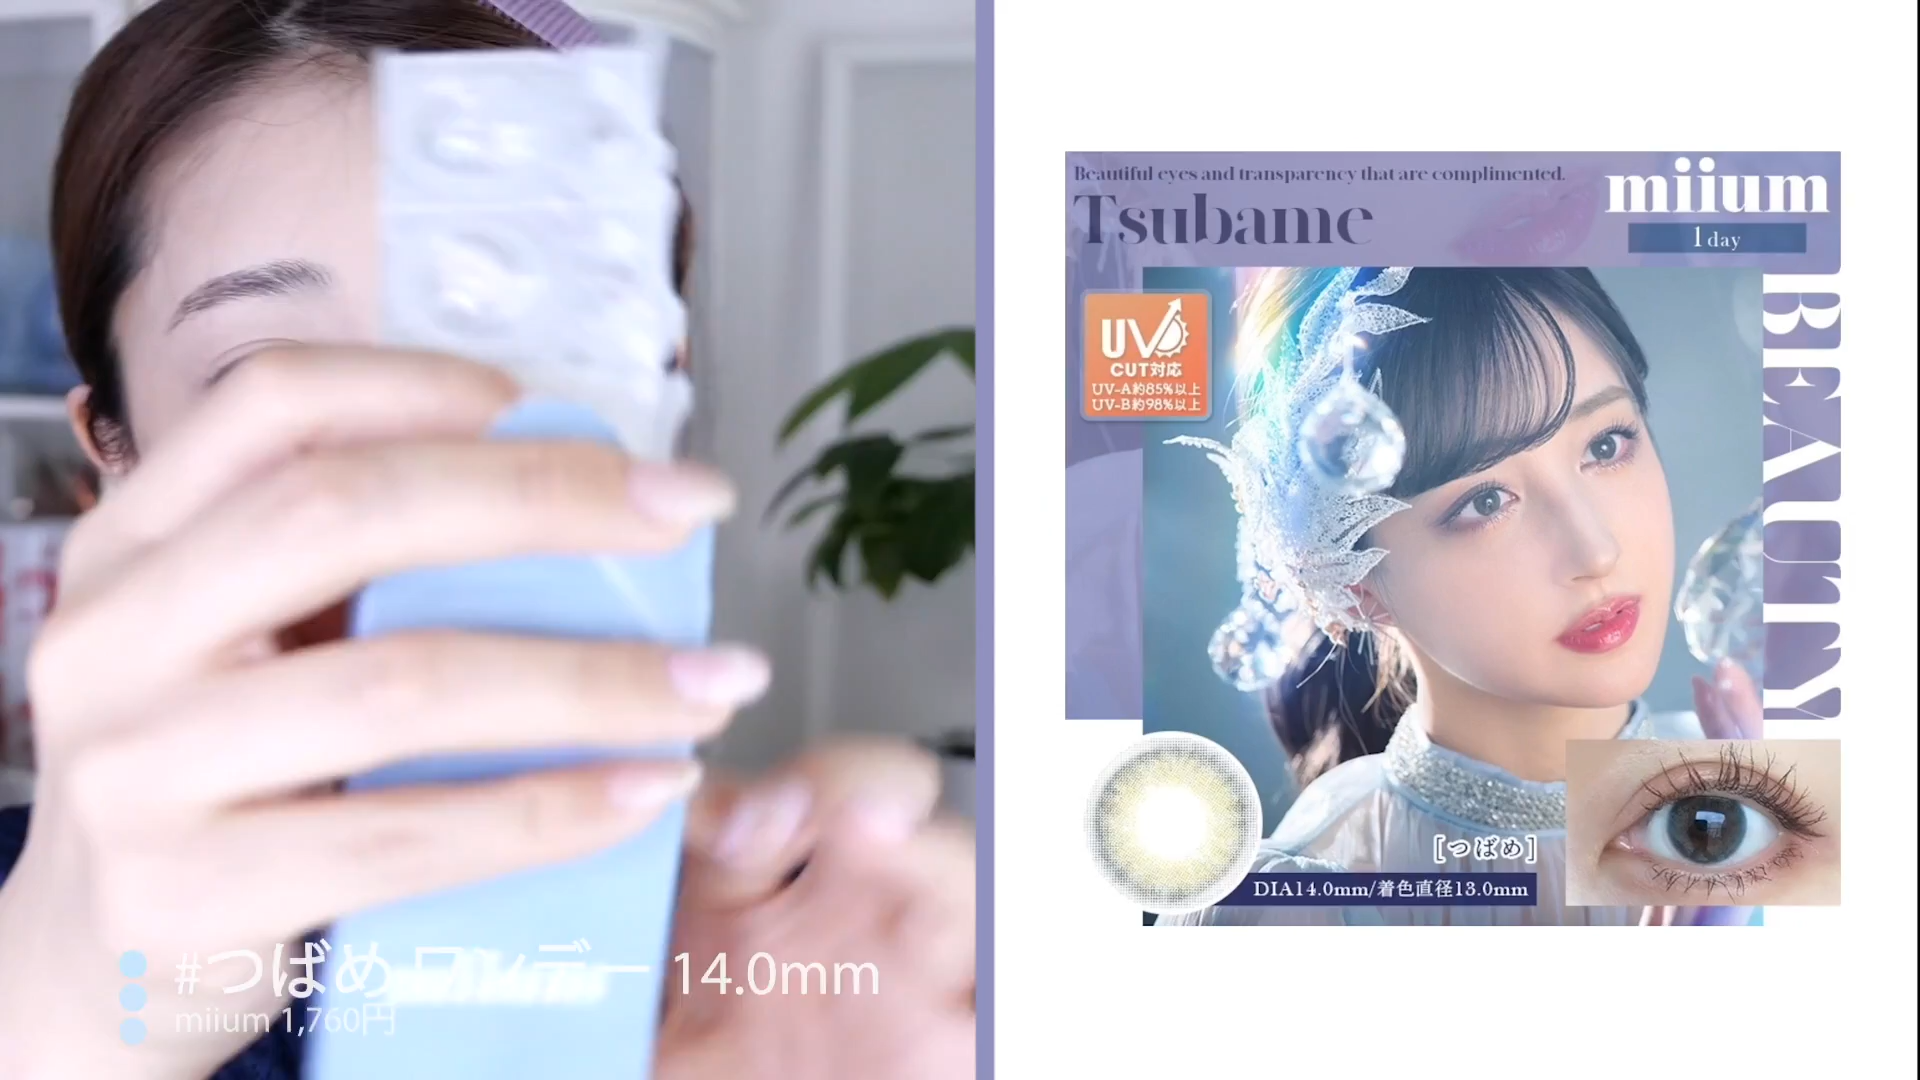 #つばめ ワンデー 14.0mm
miium 1,760円
Beautiful eyes and transparency that are complimented.
Tsubame
miium
1day
BEAUTY
UV
CUT対応
UV-A約85%以上
UV-B約98%以上
[つばめ]
DIA14.0mm/着色直径13.0mm